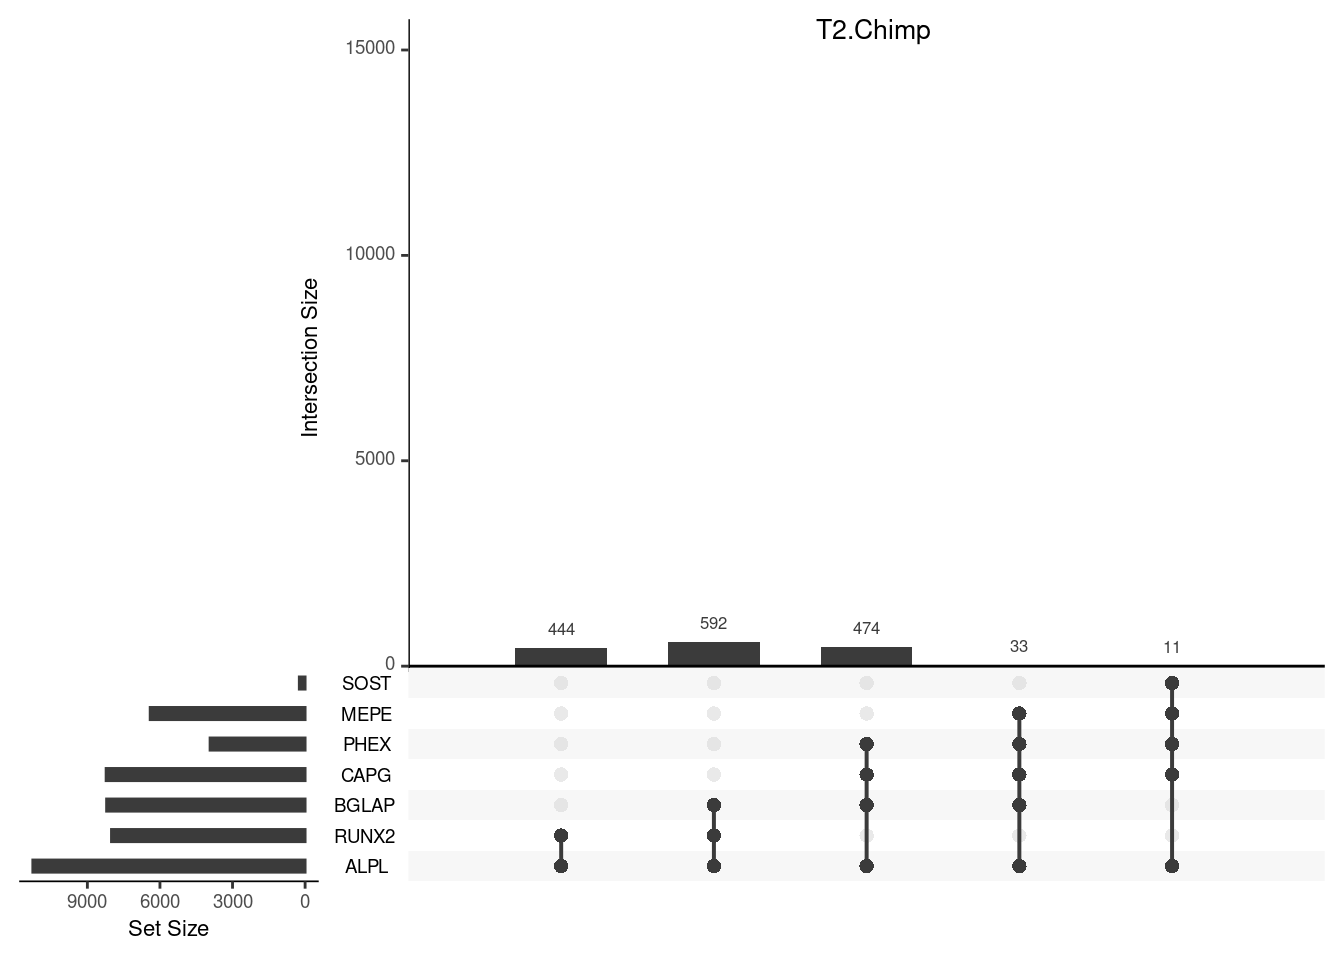 T2.Chimp
15000
10000
5000
0
Intersection Size
444
592
474
33
11
SOST
MEPE
PHEX
CAPG
BGLAP
RUNX2
ALPL
9000 6000 3000 0
Set Size